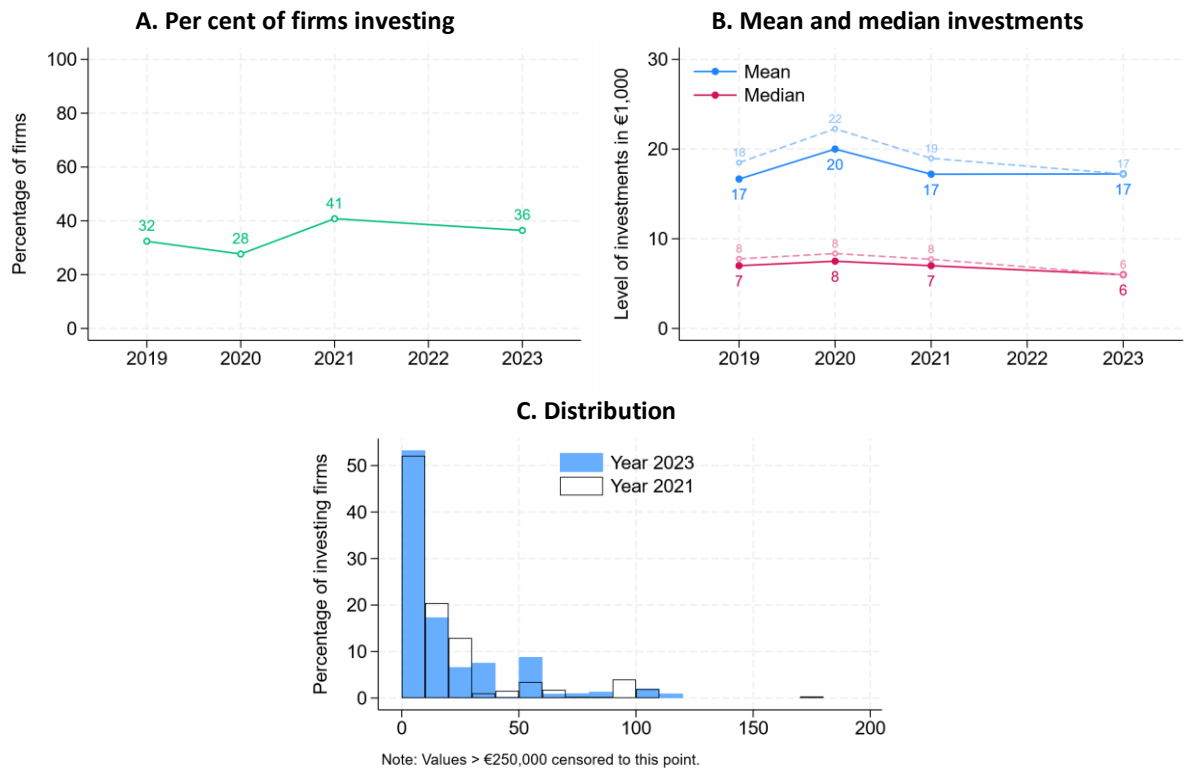 A. Per cent of firms investing
Percentage of firms
100
80
60
40
20
0
32
28
41
36
2019 2020 2021 2022 2023
B. Mean and median investments
Level of investments in €1,000
30
20
10
0
Mean
Median
18
22
19
17
17
20
17
17
8
8
8
6
7
8
7
6
2019 2020 2021 2022 2023
C. Distribution
Percentage of investing firms
50
40
30
20
10
0
Year 2023
Year 2021
0 50 100 150 200
Note: Values > €250,000 censored to this point.